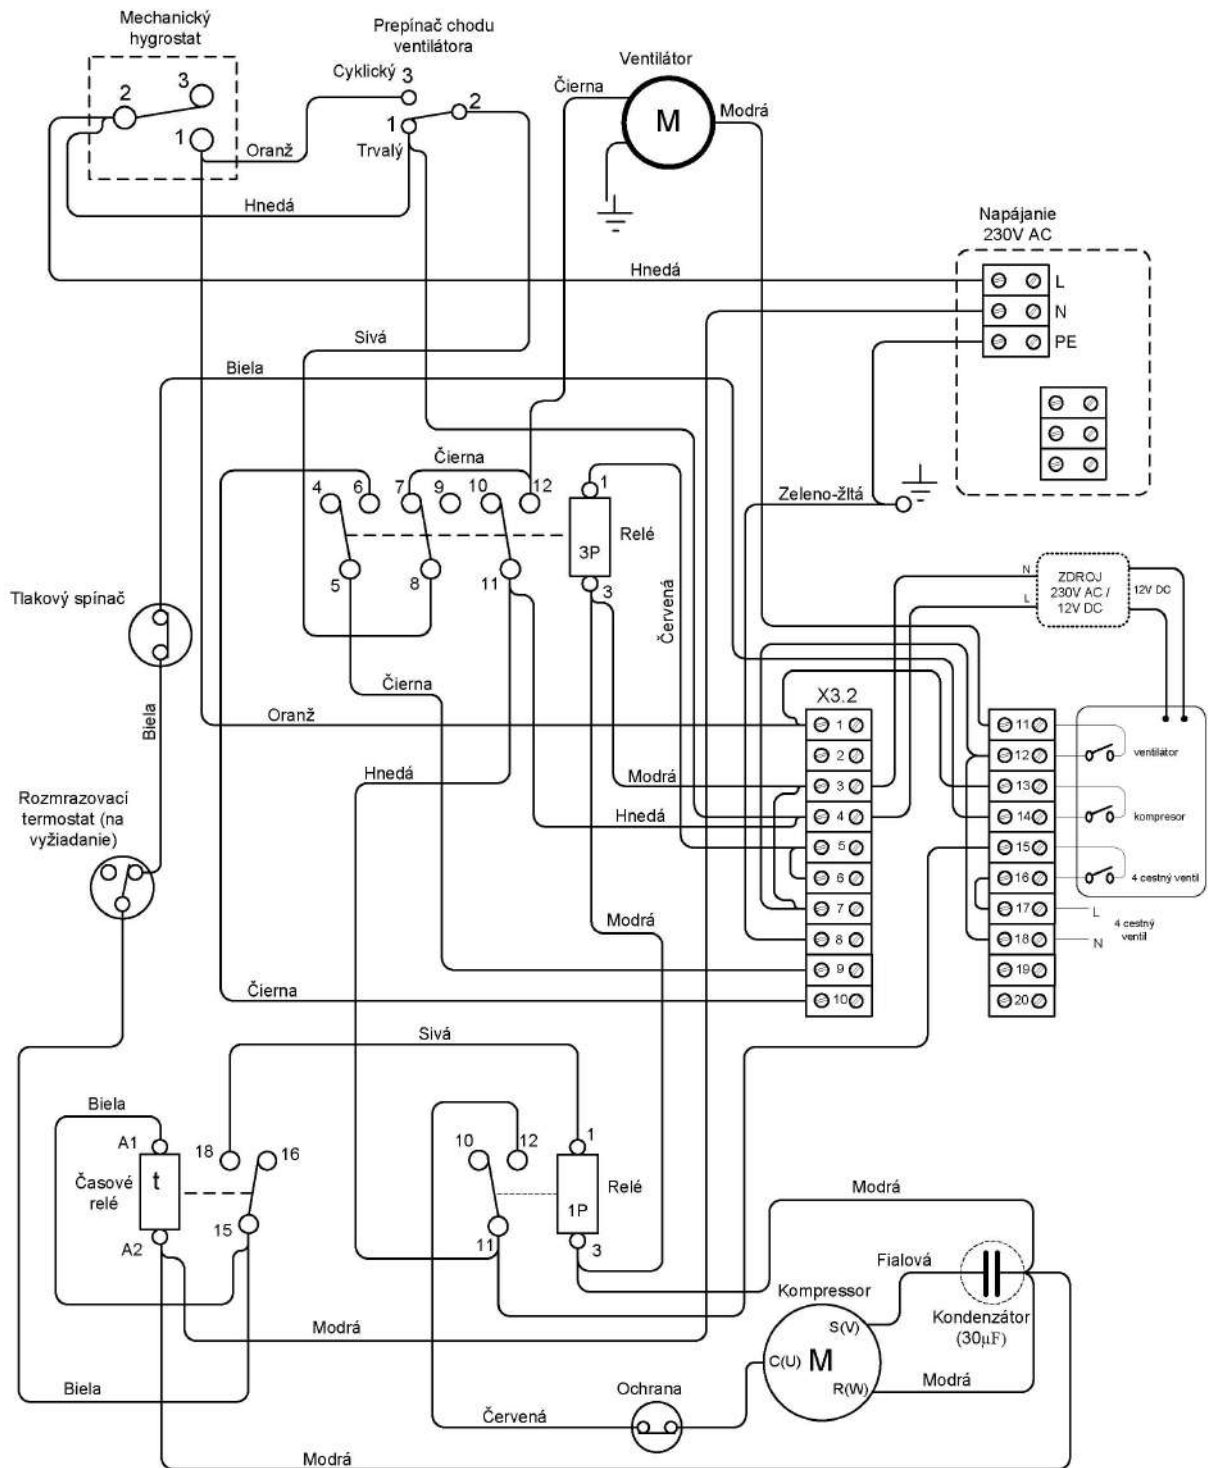 Mechanický
hygrostat
Prepínač chodu
ventilátora
Ventilátor
Cyklický 3
Čierna
Modrá
M
3
2
2
1
1
Oranž
Trvalý
Hnedá
Napájanie
230V AC
Hnedá
L
N
PE
Sivá
Biela
Čierna
4
6
7
9
10
12
1
Zeleno-žltá
Relé
3P
5
8
11
3
Červená
Tlakový spínač
N
L
ZDROJ
230V AC /
12V DC
12V DC
Čierna
X3.2
Biela
Oranž
1
11
2
12
ventilátor
Hnedá
Modrá
3
13
Rozmrazovací
termostat (na
vyžiadanie)
Hnedá
4
14
kompresor
5
15
6
16
4 cestný ventil
7
17
L
Modrá
8
18
N
4 cestný
ventil
9
19
Čierna
10
20
Sivá
Biela
A1
18
16
10
12
1
t
Časové
relé
Relé
1P
Modrá
15
A2
11
3
Fialová
Kompressor
Kondenzátor
(30µF)
S(V)
Modrá
C(U)
M
R(W)
Modrá
Biela
Ochrana
Červená
Modrá